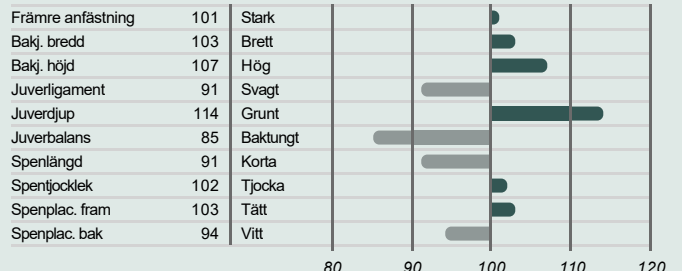 Främre anfästning 101 Stark
Bakj. bredd 103 Brett
Bakj. höjd 107 Hög
Juverligament 91 Svagt
Juverdjup 114 Grunt
Juverbalans 85 Baktungt
Spenlängd 91 Korta
Spentjocklek 102 Tjocka
Spenplac. fram 103 Tätt
Spenplac. bak 94 Vitt
80 90 100 110 120